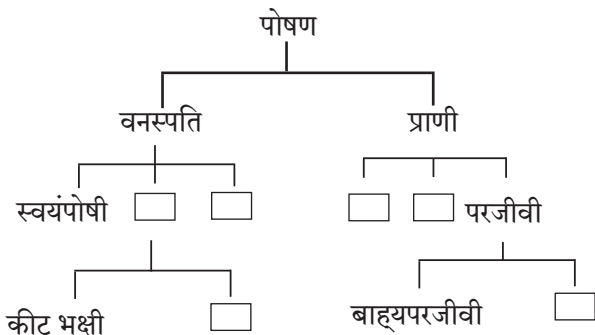 पोषण
वनस्पति प्राणी
स्वयंपोषी परजीवी
कीट भक्षी बाह्यपरजीवी